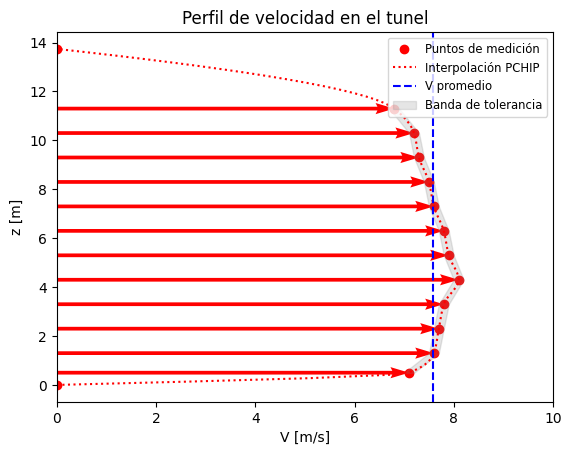 Perfil de velocidad en el tunel
Puntos de medición
Interpolación PCHIP
V promedio
Banda de tolerancia
z [m]
14
12
10
8
6
4
2
0
0 2 4 6 8 10
V [m/s]